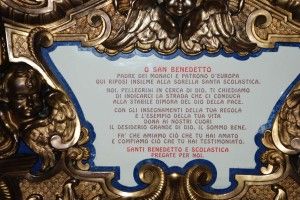 O SAN BENEDETTO
PADRE DEI MONACI E PATRONO D'EUROPA
QUI RIPOSI INSIEME ALLA SORELLA SANTA SCOLASTICA.
NOI, PELLEGRINI IN CERCA DI DIO, TI CHIEDIAMO
DI INDICARCI LA STRADA CHE CI CONDUCA
ALLA STABILE DIMORA DEL DIO DELLA PACE.
CON GLI INSEGNAMENTI DELLA TUA REGOLA
E L'ESEMPIO DELLA TUA VITA
DONA AI NOSTRI CUORI
IL DESIDERIO GRANDE DI DIO, IL SOMMO BENE.
FA' CHE AMIAMO CIÒ CHE TU HAI AMATO
E COMPIAMO CIÒ CHE TU HAI TESTIMONIATO.
SANTI BENEDETTO E SCOLASTICA
PREGATE PER NOI.